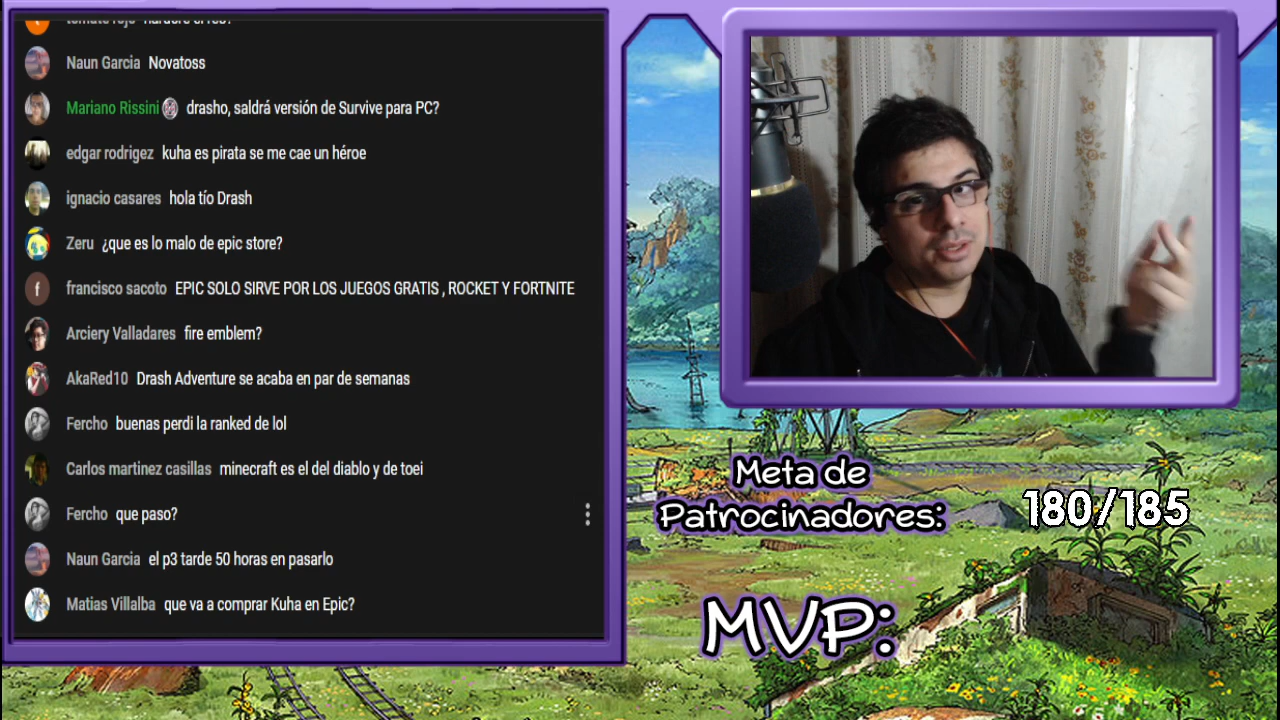 Naun Garcia Novatoss
Mariano Rissini drasho, saldrá versión de Survive para PC?
edgar rodrigez kuha es pirata se me cae un héroe
ignacio casares hola tío Drash
Zeru ¿que es lo malo de epic store?
f francisco sacoto EPIC SOLO SIRVE POR LOS JUEGOS GRATIS , ROCKET Y FORTNITE
Arciery Valladares fire emblem?
AkaRed10 Drash Adventure se acaba en par de semanas
Fercho buenas perdi la ranked de lol
Carlos martinez casillas minecraft es el del diablo y de toei
Fercho que paso?
Naun Garcia el p3 tarde 50 horas en pasarlo
Matias Villalba que va a comprar Kuha en Epic?
Meta de
Patrocinadores:
180/185
MVP: